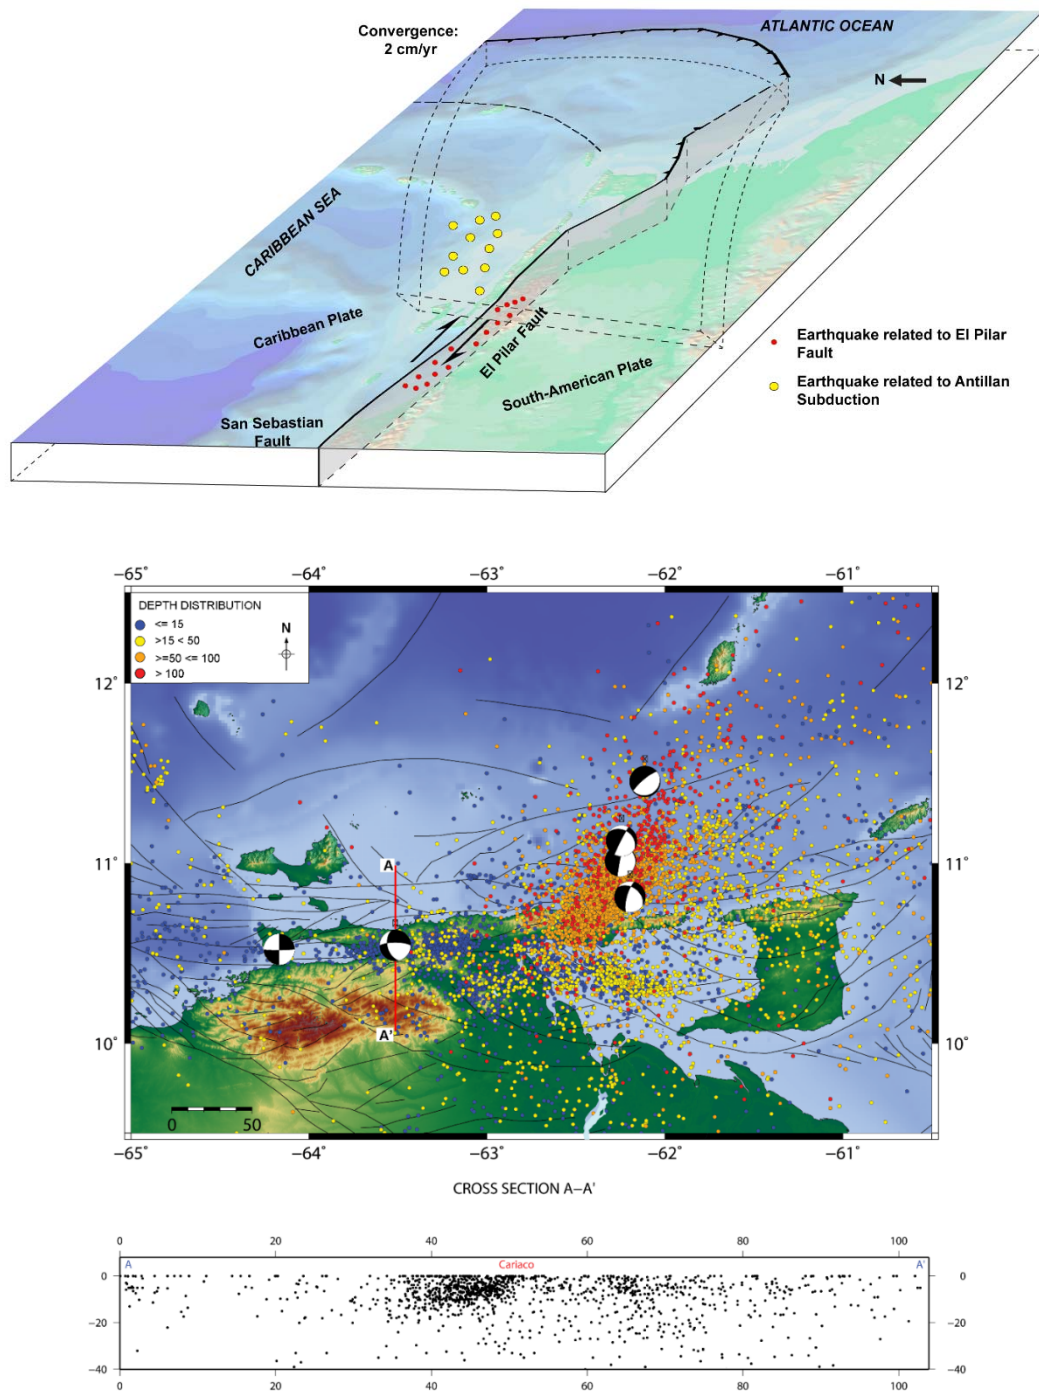 ATLANTIC OCEAN
Convergence:
2 cm/yr
N
CARIBBEAN SEA
Caribbean Plate
El Pilar Fault
South-American Plate
San Sebastian
Fault
Earthquake related to El Pilar
Fault
Earthquake related to Antillan
Subduction
−65° −64° −63° −62° −61°
DEPTH DISTRIBUTION
<= 15
>15 < 50
>=50 <= 100
> 100
N
12° 12°
11° 11°
10° 10°
A
A'
0 50
−65° −64° −63° −62° −61°
CROSS SECTION A−A'
0 20 40 60 80 100
A Cariaco A'
0 0
−20 −20
−40 −40
0 20 40 60 80 100